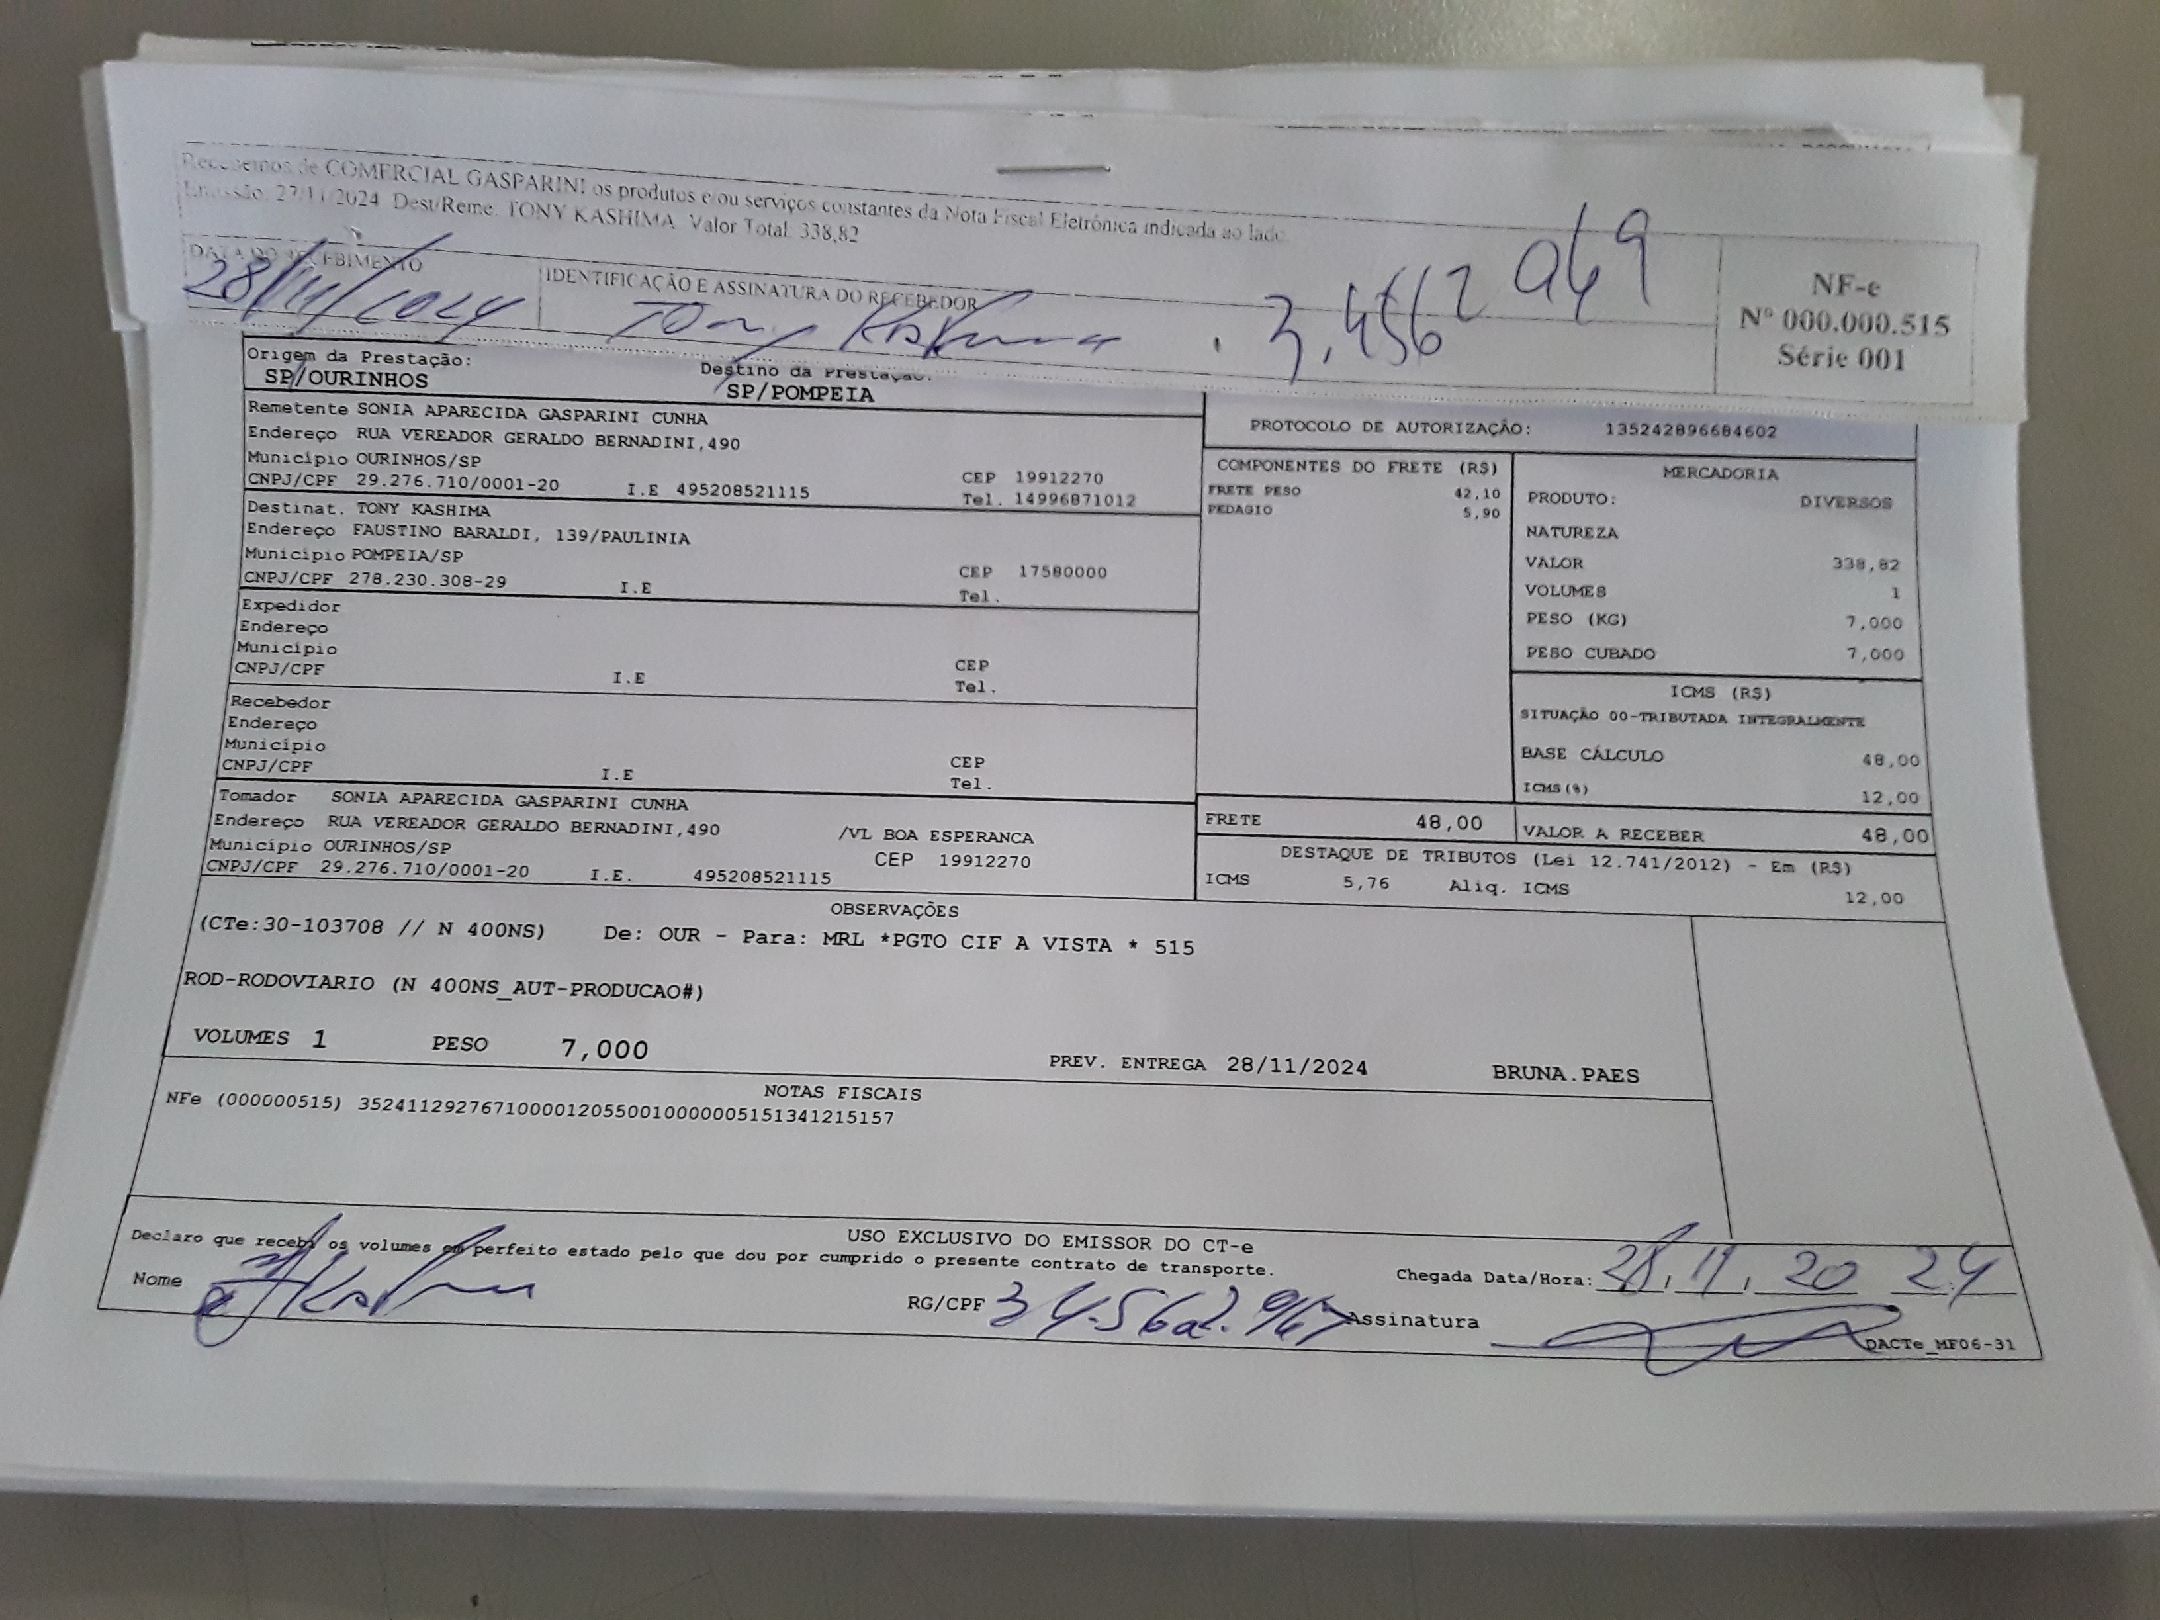 Recebemos de COMERCIAL GASPARINI os produtos e/ou serviços constantes da Nota Fiscal Eletrônica indicada ao lado.
Emissão: 27/11/2024 Dest/Reme: TONY KASHIMA Valor Total: 338,82
DATA DO RECEBIMENTO IDENTIFICAÇÃO E ASSINATURA DO RECEBEDOR
28/11/2024 Tony Kashima
NF-e
Nº 000.000.515
Série 001
Origem da Prestação: Destino da Prestação:
SP/OURINHOS SP/POMPEIA
Remetente SONIA APARECIDA GASPARINI CUNHA
Endereço RUA VEREADOR GERALDO BERNADINI,490
Município OURINHOS/SP CEP 19912270
CNPJ/CPF 29.276.710/0001-20 I.E 495208521115 Tel. 14996871012
Destinat. TONY KASHIMA
Endereço FAUSTINO BARALDI, 139/PAULINIA
Município POMPEIA/SP CEP 17580000
CNPJ/CPF 278.230.308-29 I.E Tel.
Expedidor
Endereço
Município CEP
CNPJ/CPF I.E Tel.
Recebedor
Endereço
Município CEP
CNPJ/CPF I.E Tel.
Tomador SONIA APARECIDA GASPARINI CUNHA
Endereço RUA VEREADOR GERALDO BERNADINI,490 /VL BOA ESPERANCA
Município OURINHOS/SP CEP 19912270
CNPJ/CPF 29.276.710/0001-20 I.E. 495208521115
PROTOCOLO DE AUTORIZAÇÃO: 135242896684602
COMPONENTES DO FRETE (R$)
FRETE PESO 42,10
PEDAGIO 5,90
MERCADORIA
PRODUTO: DIVERSOS
NATUREZA
VALOR 338,82
VOLUMES 1
PESO (KG) 7,000
PESO CUBADO 7,000
ICMS (R$)
SITUAÇÃO 00-TRIBUTADA INTEGRALMENTE
BASE CÁLCULO 48,00
ICMS(%) 12,00
FRETE 48,00 VALOR A RECEBER 48,00
DESTAQUE DE TRIBUTOS (Lei 12.741/2012) - Em (R$)
ICMS 5,76 Aliq. ICMS 12,00
OBSERVAÇÕES
(CTe:30-103708 // N 400NS) De: OUR - Para: MRL *PGTO CIF A VISTA * 515
ROD-RODOVIARIO (N 400NS_AUT-PRODUCAO#)
VOLUMES 1 PESO 7,000 PREV. ENTREGA 28/11/2024 BRUNA.PAES
NOTAS FISCAIS
NFe (000000515) 35241129276710000120550010000005151341215157
USO EXCLUSIVO DO EMISSOR DO CT-e
Declaro que recebi os volumes em perfeito estado pelo que dou por cumprido o presente contrato de transporte.
Nome RG/CPF Assinatura
Chegada Data/Hora: 28, 11, 20 24
DACTe_MF06-31